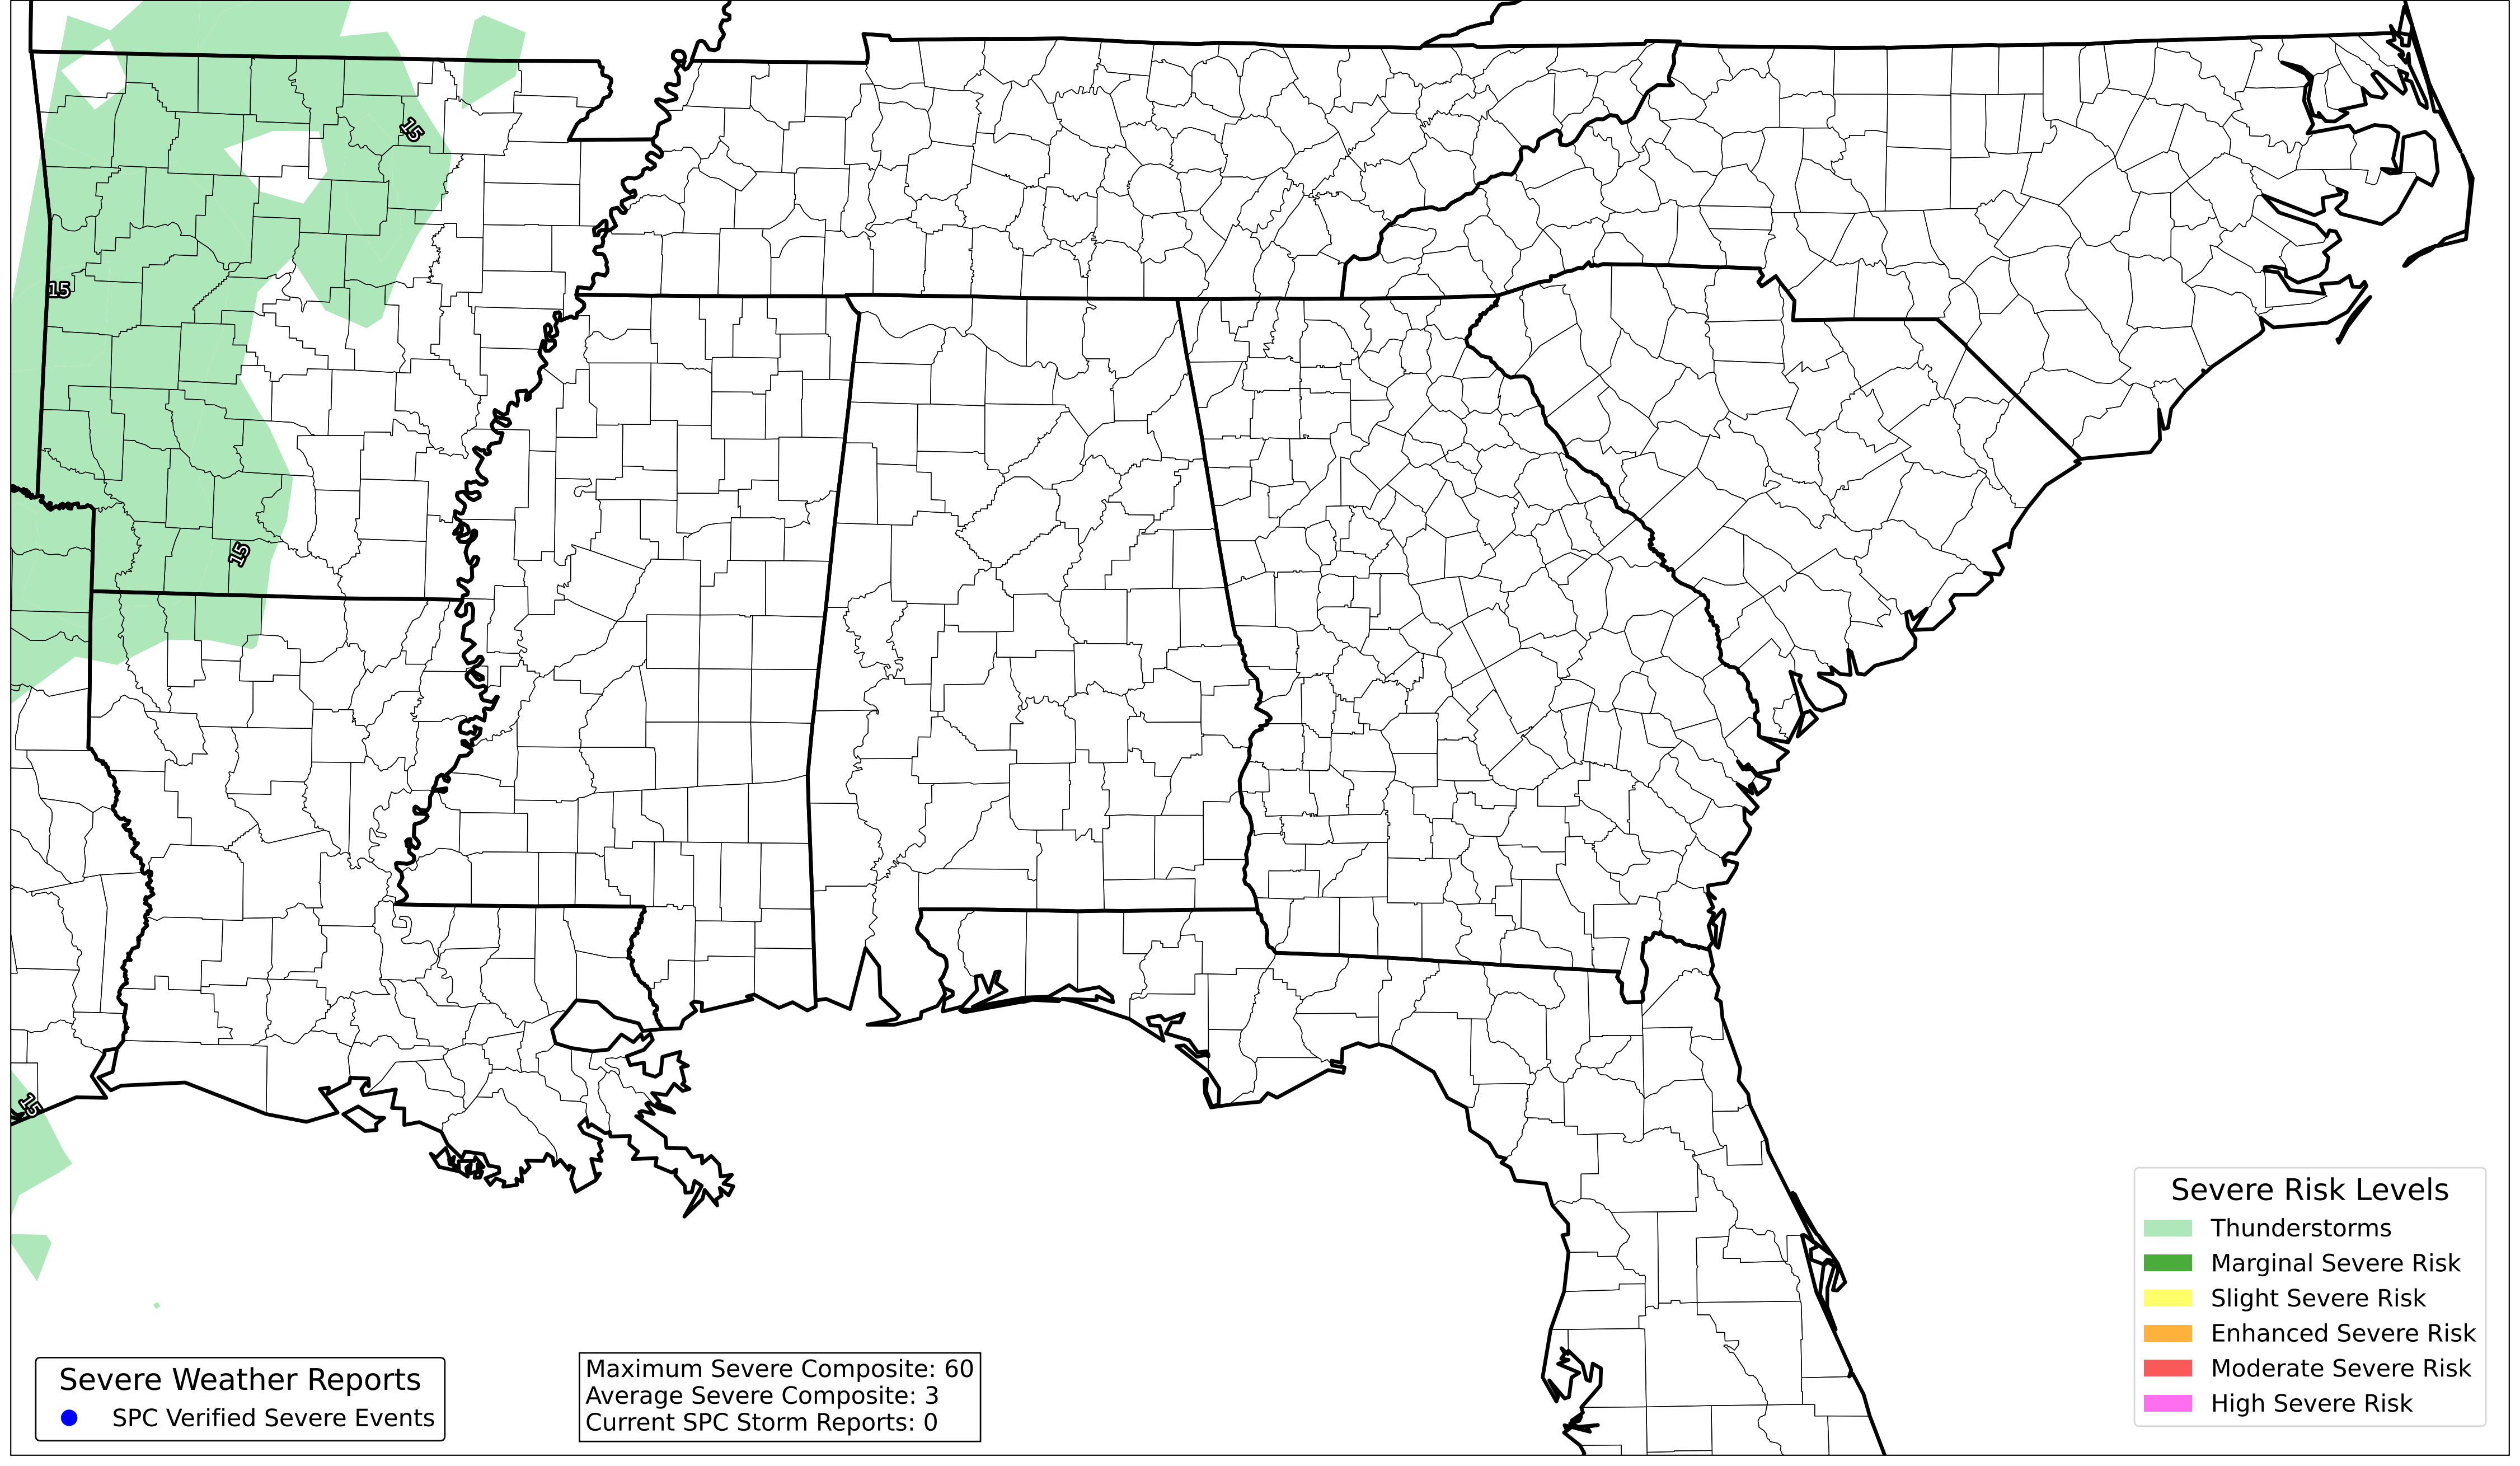 15
15
15
15
Severe Weather Reports
SPC Verified Severe Events
Maximum Severe Composite: 60
Average Severe Composite: 3
Current SPC Storm Reports: 0
Severe Risk Levels
Thunderstorms
Marginal Severe Risk
Slight Severe Risk
Enhanced Severe Risk
Moderate Severe Risk
High Severe Risk